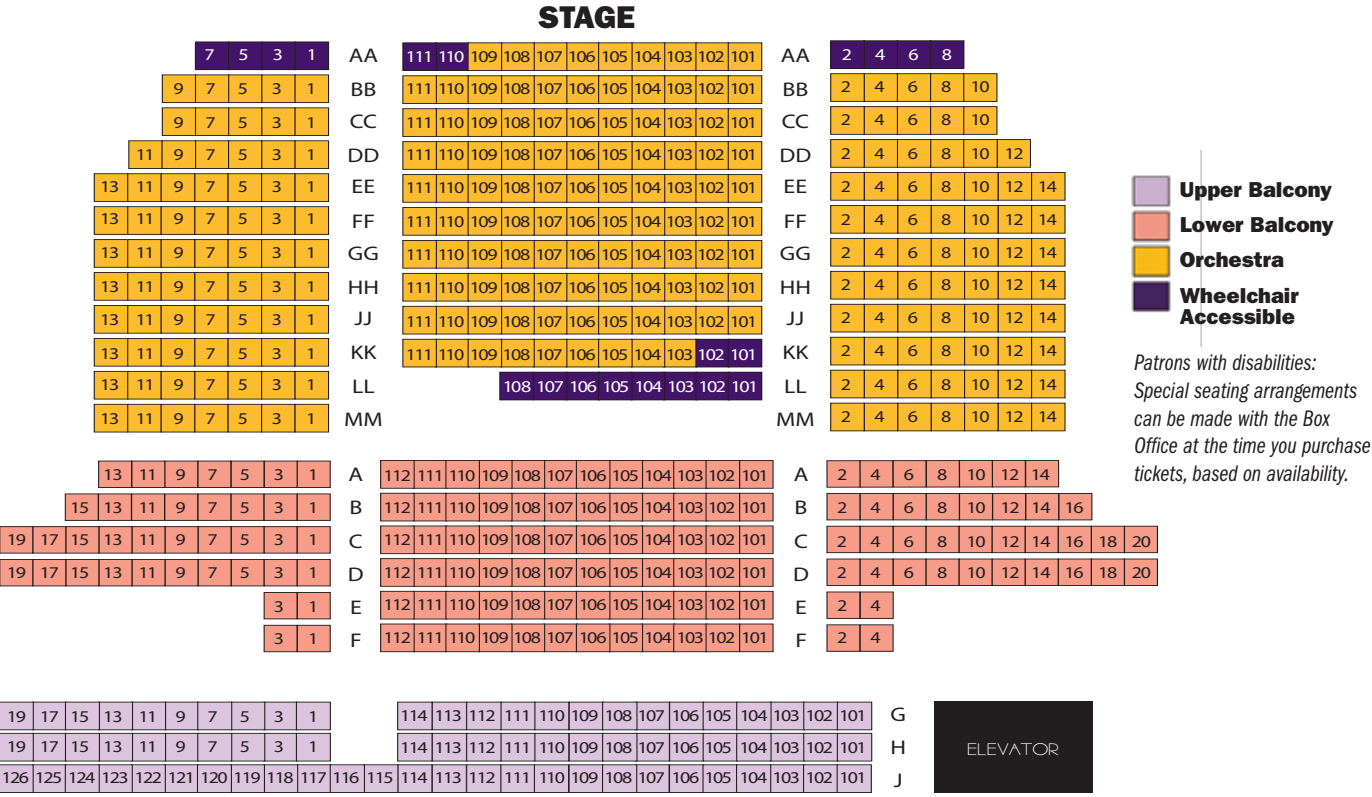 STAGE
7 5 3 1 AA 111 110 109 108 107 106 105 104 103 102 101 AA 2 4 6 8
9 7 5 3 1 BB 111 110 109 108 107 106 105 104 103 102 101 BB 2 4 6 8 10
9 7 5 3 1 CC 111 110 109 108 107 106 105 104 103 102 101 CC 2 4 6 8 10
11 9 7 5 3 1 DD 111 110 109 108 107 106 105 104 103 102 101 DD 2 4 6 8 10 12
13 11 9 7 5 3 1 EE 111 110 109 108 107 106 105 104 103 102 101 EE 2 4 6 8 10 12 14
13 11 9 7 5 3 1 FF 111 110 109 108 107 106 105 104 103 102 101 FF 2 4 6 8 10 12 14
13 11 9 7 5 3 1 GG 111 110 109 108 107 106 105 104 103 102 101 GG 2 4 6 8 10 12 14
13 11 9 7 5 3 1 HH 111 110 109 108 107 106 105 104 103 102 101 HH 2 4 6 8 10 12 14
13 11 9 7 5 3 1 JJ 111 110 109 108 107 106 105 104 103 102 101 JJ 2 4 6 8 10 12 14
13 11 9 7 5 3 1 KK 111 110 109 108 107 106 105 104 103 102 101 KK 2 4 6 8 10 12 14
13 11 9 7 5 3 1 LL 108 107 106 105 104 103 102 101 LL 2 4 6 8 10 12 14
13 11 9 7 5 3 1 MM MM 2 4 6 8 10 12 14
13 11 9 7 5 3 1 A 112 111 110 109 108 107 106 105 104 103 102 101 A 2 4 6 8 10 12 14
15 13 11 9 7 5 3 1 B 112 111 110 109 108 107 106 105 104 103 102 101 B 2 4 6 8 10 12 14 16
19 17 15 13 11 9 7 5 3 1 C 112 111 110 109 108 107 106 105 104 103 102 101 C 2 4 6 8 10 12 14 16 18 20
19 17 15 13 11 9 7 5 3 1 D 112 111 110 109 108 107 106 105 104 103 102 101 D 2 4 6 8 10 12 14 16 18 20
3 1 E 112 111 110 109 108 107 106 105 104 103 102 101 E 2 4
3 1 F 112 111 110 109 108 107 106 105 104 103 102 101 F 2 4
19 17 15 13 11 9 7 5 3 1 114 113 112 111 110 109 108 107 106 105 104 103 102 101 G
19 17 15 13 11 9 7 5 3 1 114 113 112 111 110 109 108 107 106 105 104 103 102 101 H
126 125 124 123 122 121 120 119 118 117 116 115 114 113 112 111 110 109 108 107 106 105 104 103 102 101 J
ELEVATOR
Upper Balcony
Lower Balcony
Orchestra
Wheelchair
Accessible
Patrons with disabilities:
Special seating arrangements
can be made with the Box
Office at the time you purchase
tickets, based on availability.